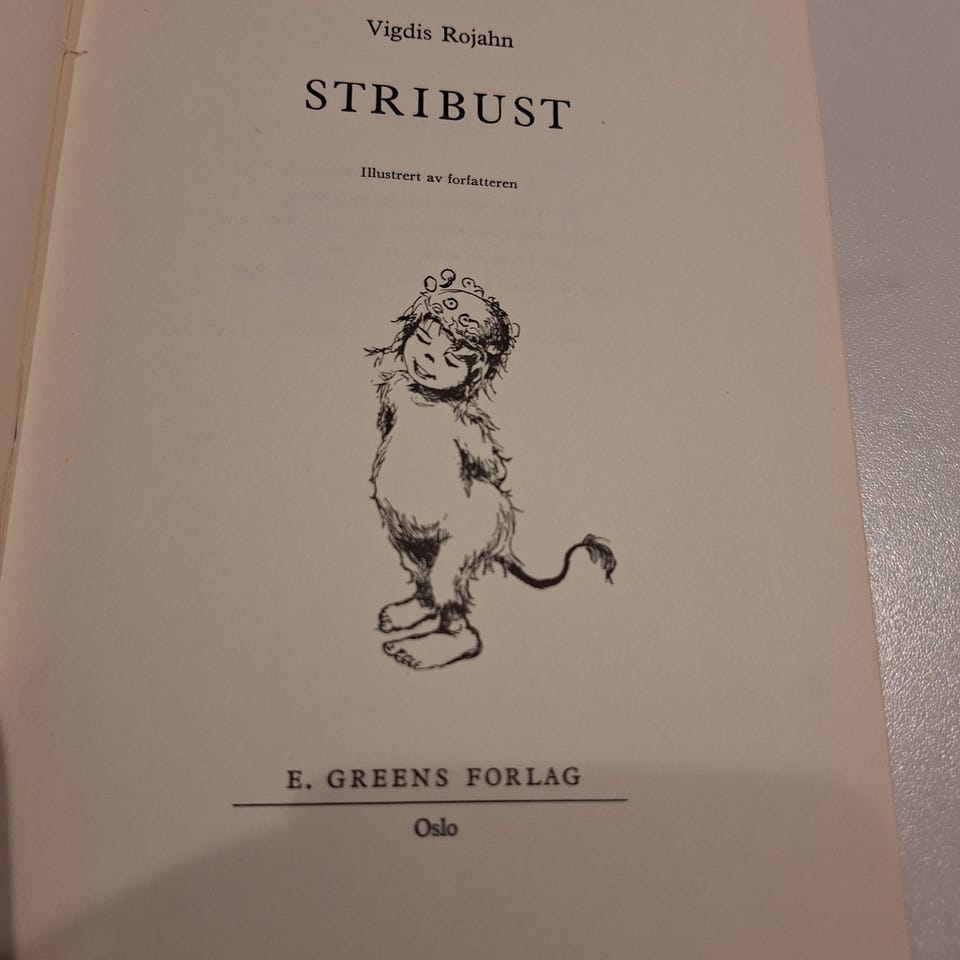 Vigdis Rojahn
STRIBUST
Illustrert av forfatteren
E. GREENS FORLAG
Oslo